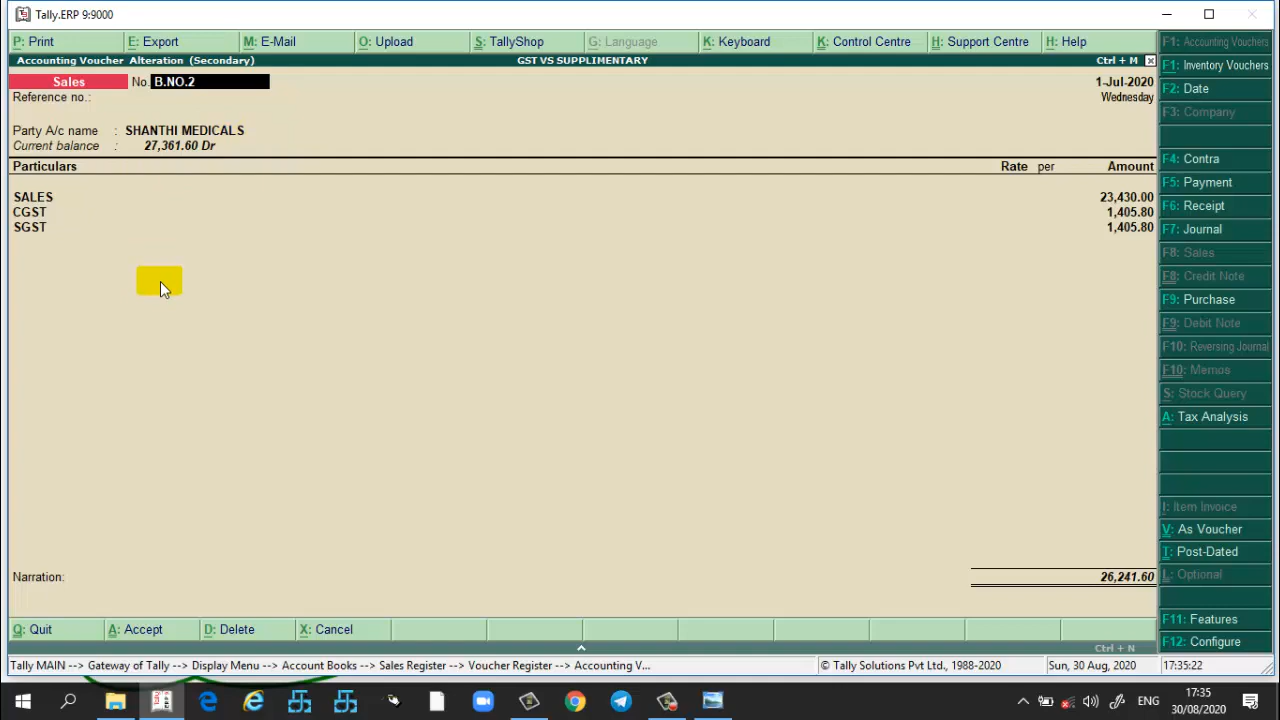 Tally.ERP 9:9000
P: Print E: Export M: E-Mail O: Upload S: TallyShop G: Language K: Keyboard K: Control Centre H: Support Centre H: Help
Accounting Voucher Alteration (Secondary) GST VS SUPPLIMENTARY Ctrl + M
Sales No. B.NO.2 1-Jul-2020
Reference no.: Wednesday
Party A/c name : SHANTHI MEDICALS
Current balance : 27,361.60 Dr
Particulars Rate per Amount
SALES 23,430.00
CGST 1,405.80
SGST 1,405.80
Narration: 26,241.60
F1: Accounting Vouchers
F1: Inventory Vouchers
F2: Date
F3: Company
F4: Contra
F5: Payment
F6: Receipt
F7: Journal
F8: Sales
F8: Credit Note
F9: Purchase
F9: Debit Note
F10: Reversing Journal
F10: Memos
S: Stock Query
A: Tax Analysis
I: Item Invoice
V: As Voucher
T: Post-Dated
L: Optional
F11: Features
F12: Configure
Q: Quit A: Accept D: Delete X: Cancel
Ctrl + N
Tally MAIN --> Gateway of Tally --> Display Menu --> Account Books --> Sales Register --> Voucher Register --> Accounting V... © Tally Solutions Pvt Ltd., 1988-2020 Sun, 30 Aug, 2020 17:35:22
ENG 17:35
30/08/2020